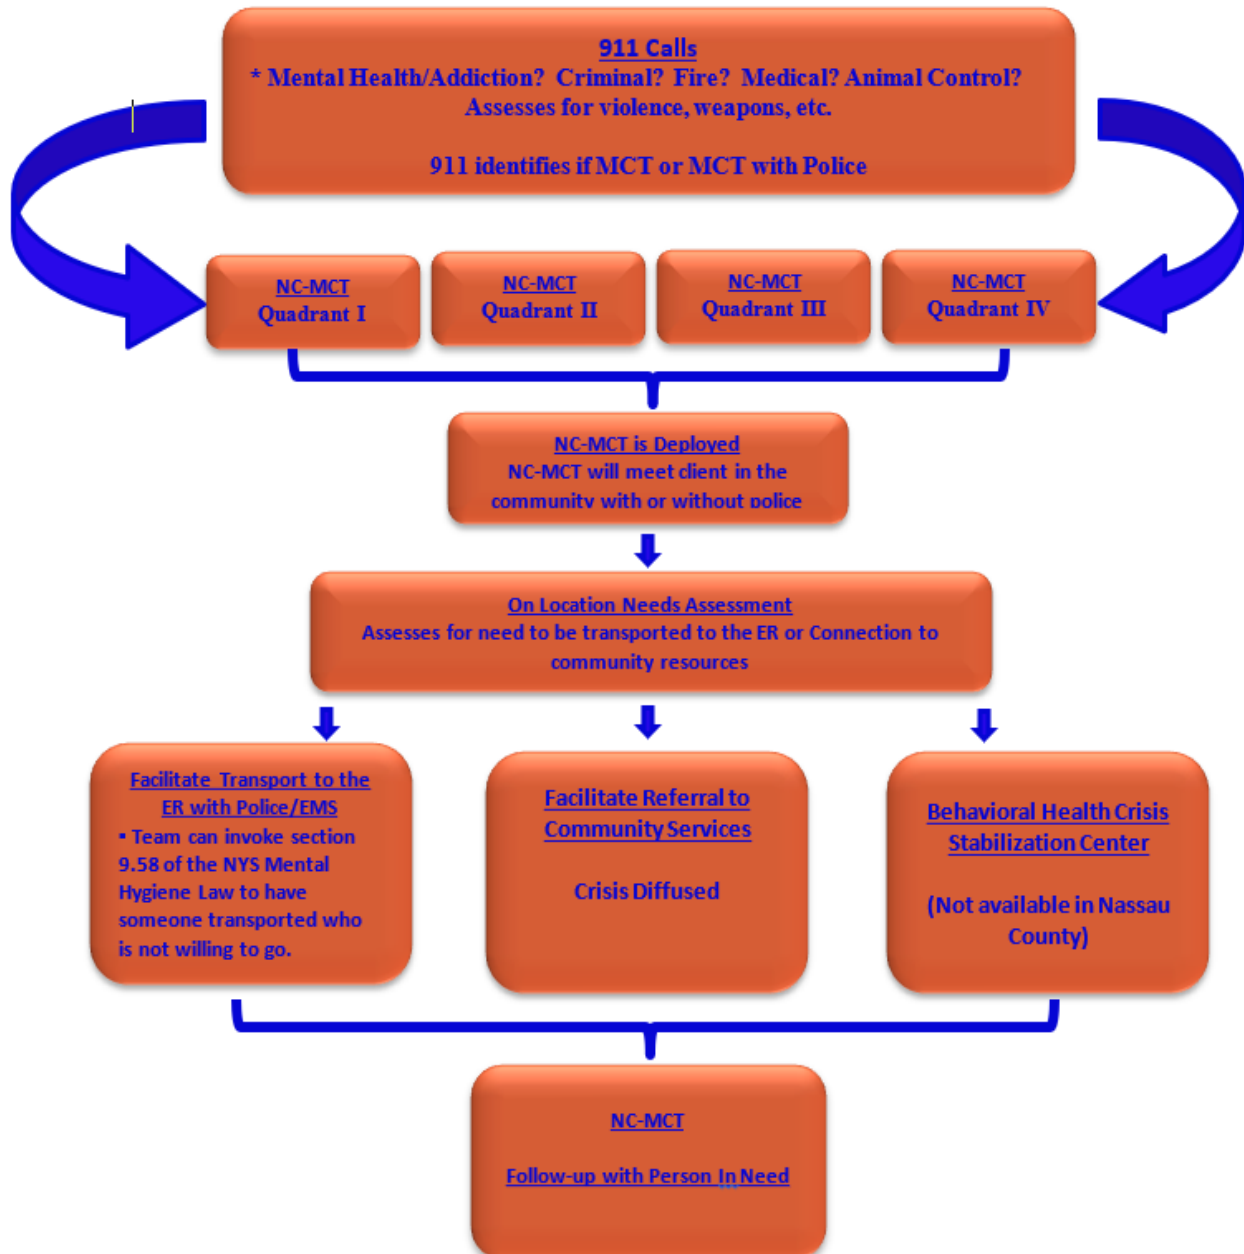 911 Calls
* Mental Health/Addiction? Criminal? Fire? Medical? Animal Control?
Assesses for violence, weapons, etc.
911 identifies if MCT or MCT with Police
NC-MCT
Quadrant I
NC-MCT
Quadrant II
NC-MCT
Quadrant III
NC-MCT
Quadrant IV
NC-MCT is Deployed
NC-MCT will meet client in the
community with or without police
On Location Needs Assessment
Assesses for need to be transported to the ER or Connection to
community resources
Facilitate Transport to the
ER with Police/EMS
▪ Team can invoke section
9.58 of the NYS Mental
Hygiene Law to have
someone transported who
is not willing to go.
Facilitate Referral to
Community Services
Crisis Diffused
Behavioral Health Crisis
Stabilization Center
(Not available in Nassau
County)
NC-MCT
Follow-up with Person In Need